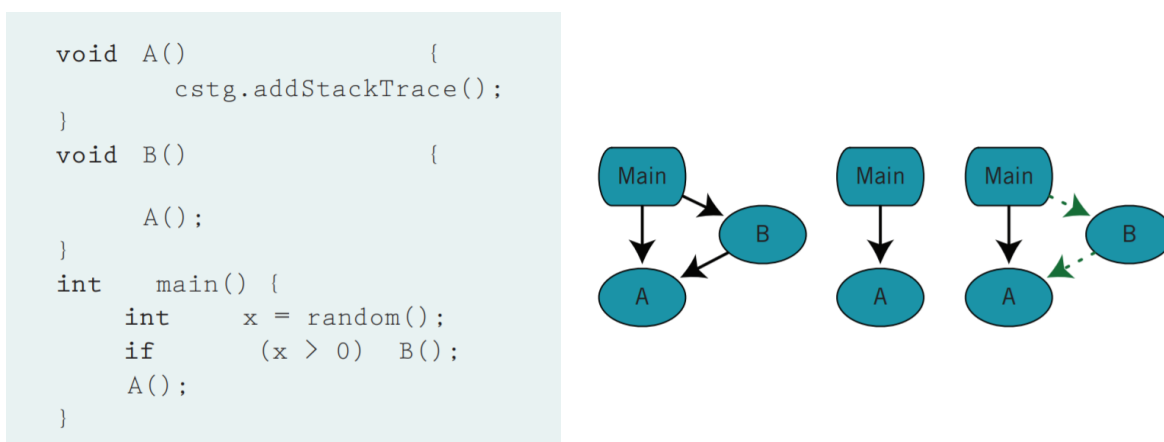 void A() {
cstg.addStackTrace();
}
void B() {
A();
}
int main() {
int x = random();
if (x > 0) B();
A();
}
Main
B
A
Main
A
Main
B
A